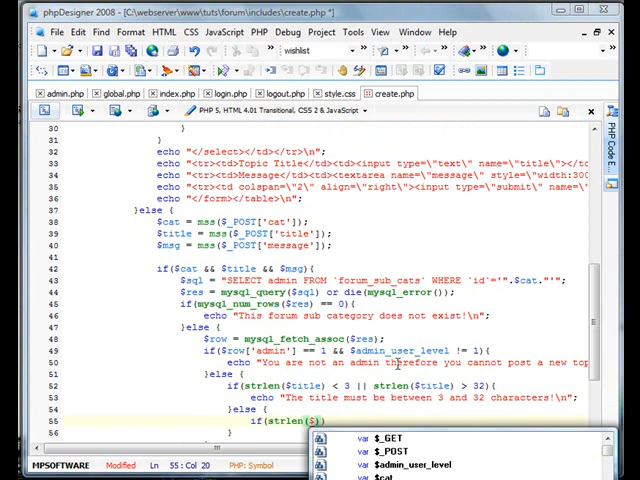 phpDesigner 2008 - [C:\webserver\www\tuts\forum\includes\create.php *]
File Edit Find Format HTML CSS JavaScript PHP Debug Project Tools View Window Help
wishlist
admin.php global.php index.php login.php logout.php style.css create.php
PHP 5, HTML 4.01 Transitional, CSS 2 & JavaScript
PHP Code E...
30 }
31 }
32 echo "</select></td></tr>\n";
33 echo "<tr><td>Topic Title</td><td><input type=\"text\" name=\"title\"></td
34 echo "<tr><td>Message</td><td><textarea name=\"message\" style=\"width:300
35 echo "<tr><td colspan=\"2\" align=\"right\"><input type=\"submit\" name=\"
36 echo "</form></table>\n";
37 }else {
38 $cat = mss($_POST['cat']);
39 $title = mss($_POST['title']);
40 $msg = mss($_POST['message']);
41
42 if($cat && $title && $msg){
43 $sql = "SELECT admin FROM `forum_sub_cats` WHERE `id`='".$cat."'";
44 $res = mysql_query($sql) or die(mysql_error());
45 if(mysql_num_rows($res) == 0){
46 echo "This forum sub category does not exist!\n";
47 }else {
48 $row = mysql_fetch_assoc($res);
49 if($row['admin'] == 1 && $admin_user_level != 1){
50 echo "You are not an admin therefore you cannot post a new top
51 }else {
52 if(strlen($title) < 3 || strlen($title) > 32){
53 echo "The title must be between 3 and 32 characters!\n";
54 }else {
55 if(strlen($))
56 }
var $_GET
var $_POST
var $admin_user_level
var $cat
MPSOFTWARE Modified Ln 55 : Col 20 PHP: Symbol